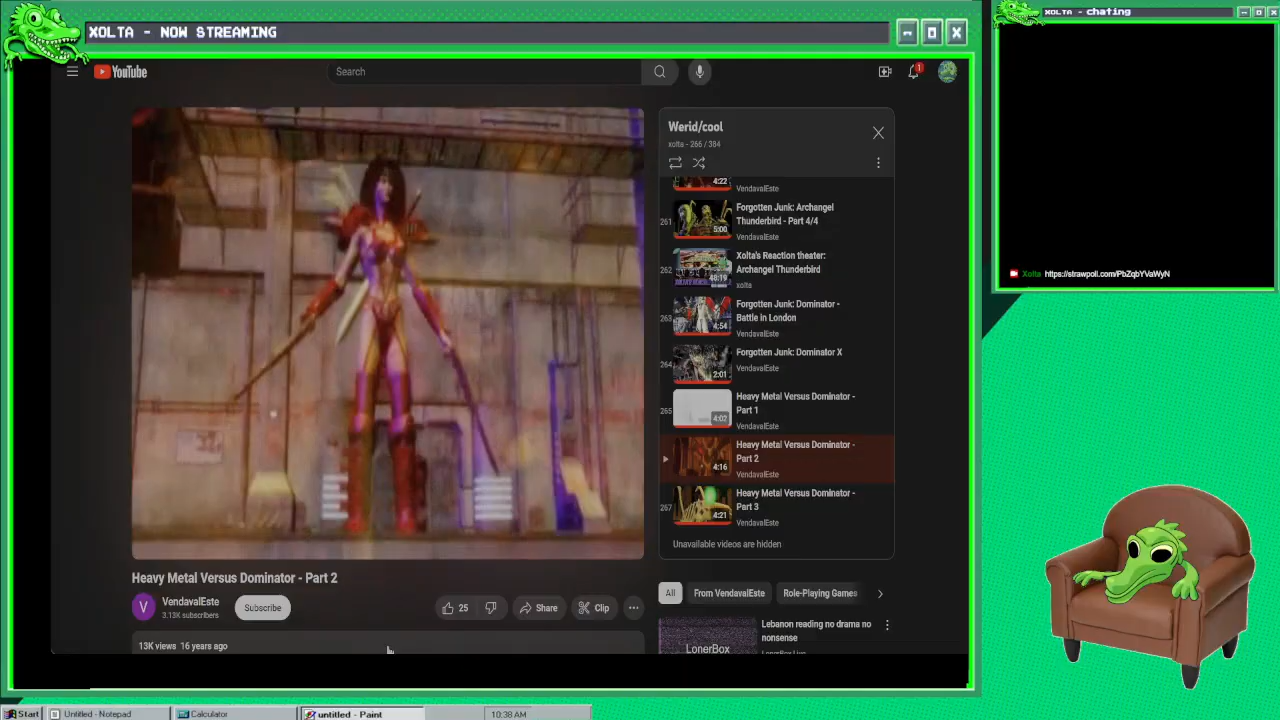 XOLTA - NOW STREAMING
XOLTA - chating
YouTube
Search
1
Werid/cool
xolta - 266 / 384
4:22
VendavalEste
261
Forgotten Junk: Archangel
Thunderbird - Part 4/4
5:00
VendavalEste
262
Xolta's Reaction theater:
Archangel Thunderbird
48:19
xolta
263
Forgotten Junk: Dominator -
Battle in London
4:54
VendavalEste
264
Forgotten Junk: Dominator X
2:01
VendavalEste
265
Heavy Metal Versus Dominator -
Part 1
4:02
VendavalEste
Heavy Metal Versus Dominator -
Part 2
4:16
VendavalEste
267
Heavy Metal Versus Dominator -
Part 3
4:21
VendavalEste
Unavailable videos are hidden
Xolta https://strawpoll.com/PbZqbYVaWyN
Heavy Metal Versus Dominator - Part 2
V
VendavalEste
3.13K subscribers
Subscribe
25
Share
Clip
13K views 16 years ago
All
From VendavalEste
Role-Playing Games
Lebanon reading no drama no
nonsense
LonerBox Live
LonerBox
Start
Untitled - Notepad
Calculator
untitled - Paint
10:38 AM